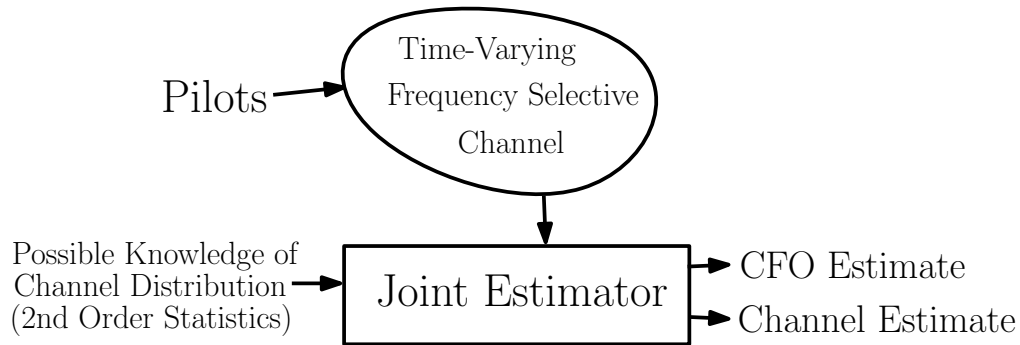 Time-Varying
Frequency Selective
Channel
Pilots
Possible Knowledge of
Channel Distribution
(2nd Order Statistics)
Joint Estimator
CFO Estimate
Channel Estimate